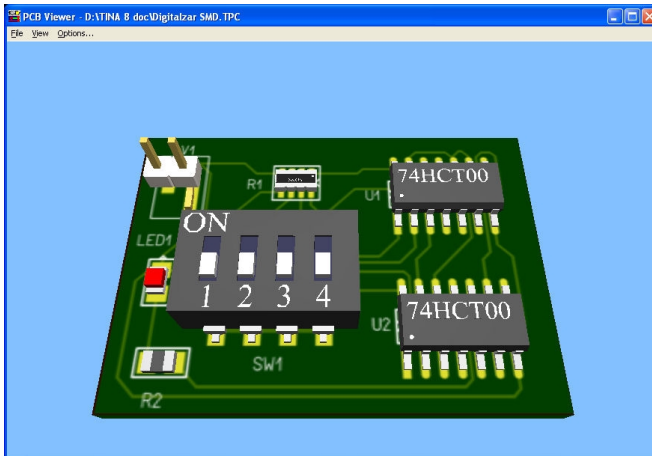 PCB Viewer - D:\TINA 8 doc\Digitalzar SMD.TPC
File View Options...
V1
R1
74HCT00
U1
ON
LED1
1 2 3 4
74HCT00
U2
SW1
R2